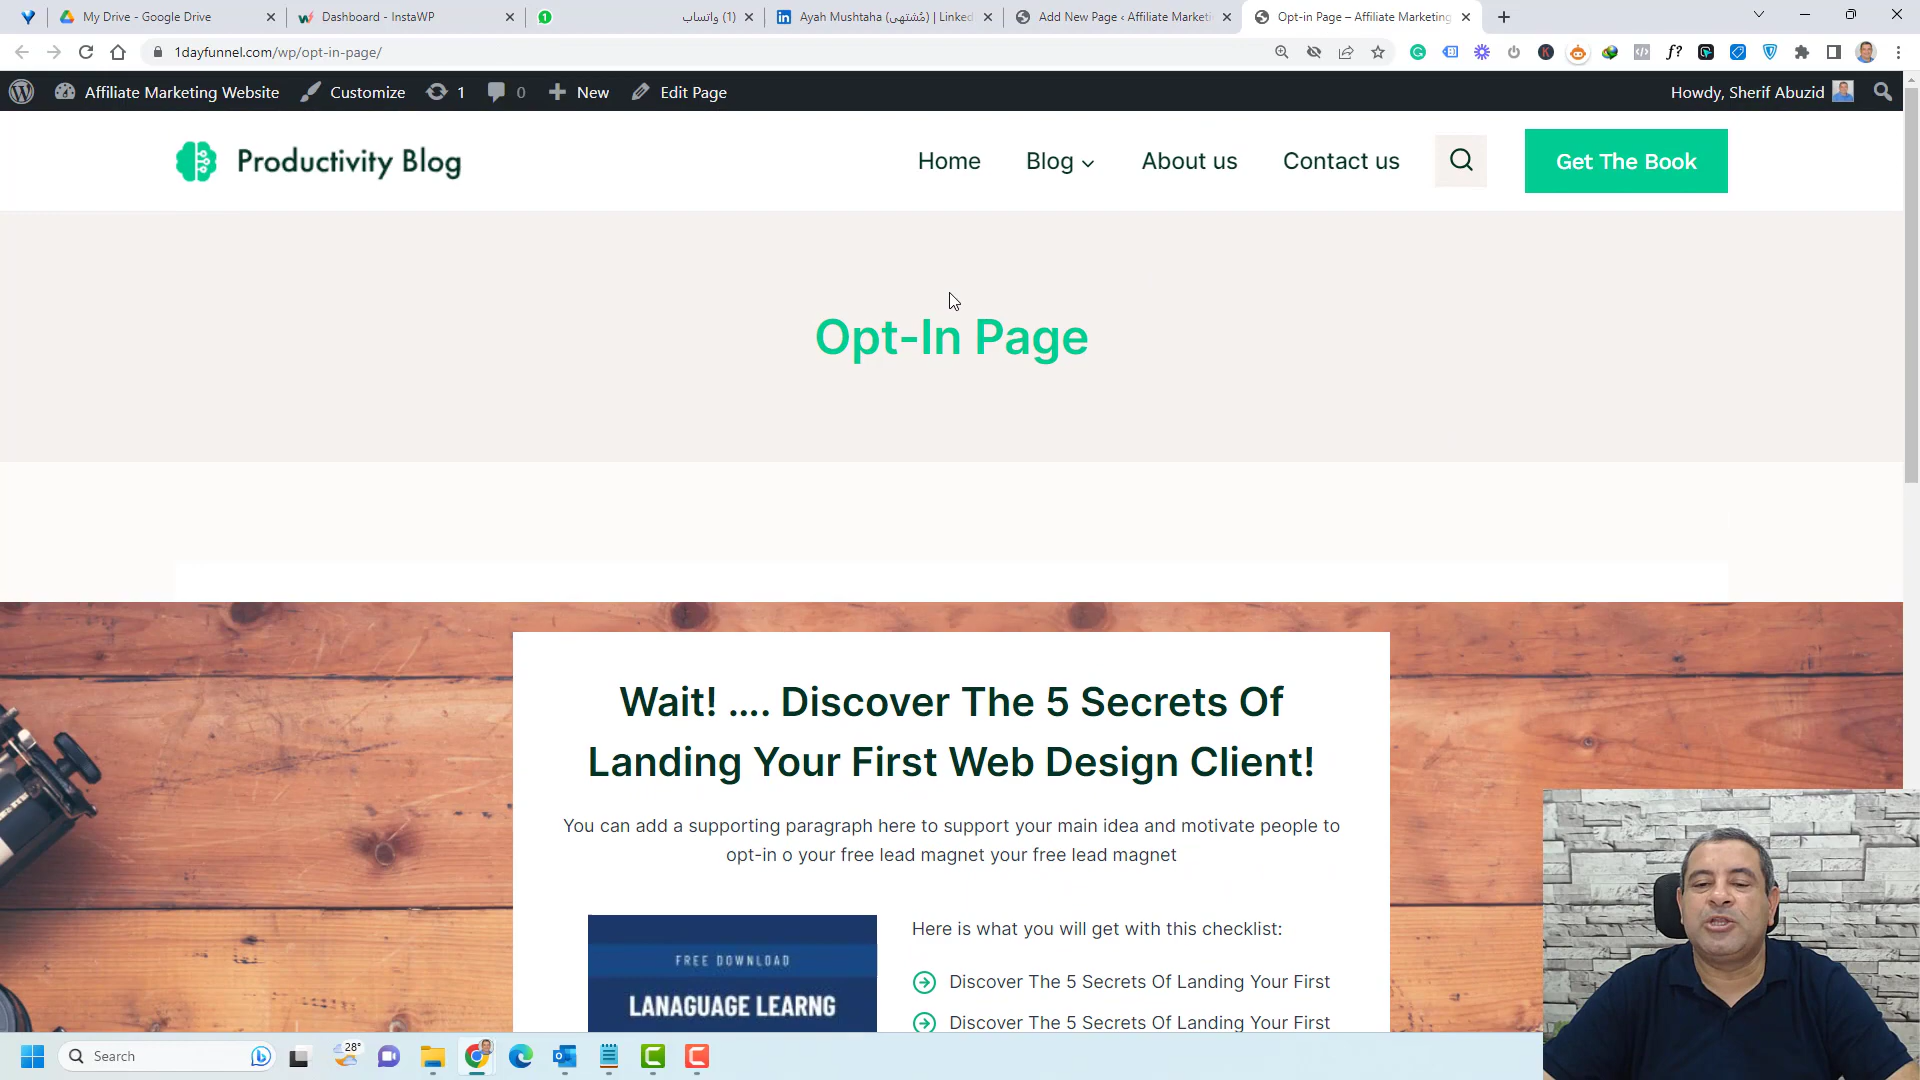 My Drive - Google Drive
Dashboard - InstaWP
1
(1) واتساب
Ayah Mushtaha (مُشتهى) | Linked
Add New Page ‹ Affiliate Marketi
Opt-in Page – Affiliate Marketing
1dayfunnel.com/wp/opt-in-page/
Affiliate Marketing Website
Customize
1
0
New
Edit Page
Howdy, Sherif Abuzid
Productivity Blog
Home
Blog
About us
Contact us
Get The Book
Opt-In Page
Wait! .... Discover The 5 Secrets Of
Landing Your First Web Design Client!
You can add a supporting paragraph here to support your main idea and motivate people to
opt-in o your free lead magnet your free lead magnet
FREE DOWNLOAD
LANAGUAGE LEARNG
Here is what you will get with this checklist:
Discover The 5 Secrets Of Landing Your First
Discover The 5 Secrets Of Landing Your First
Search
28°